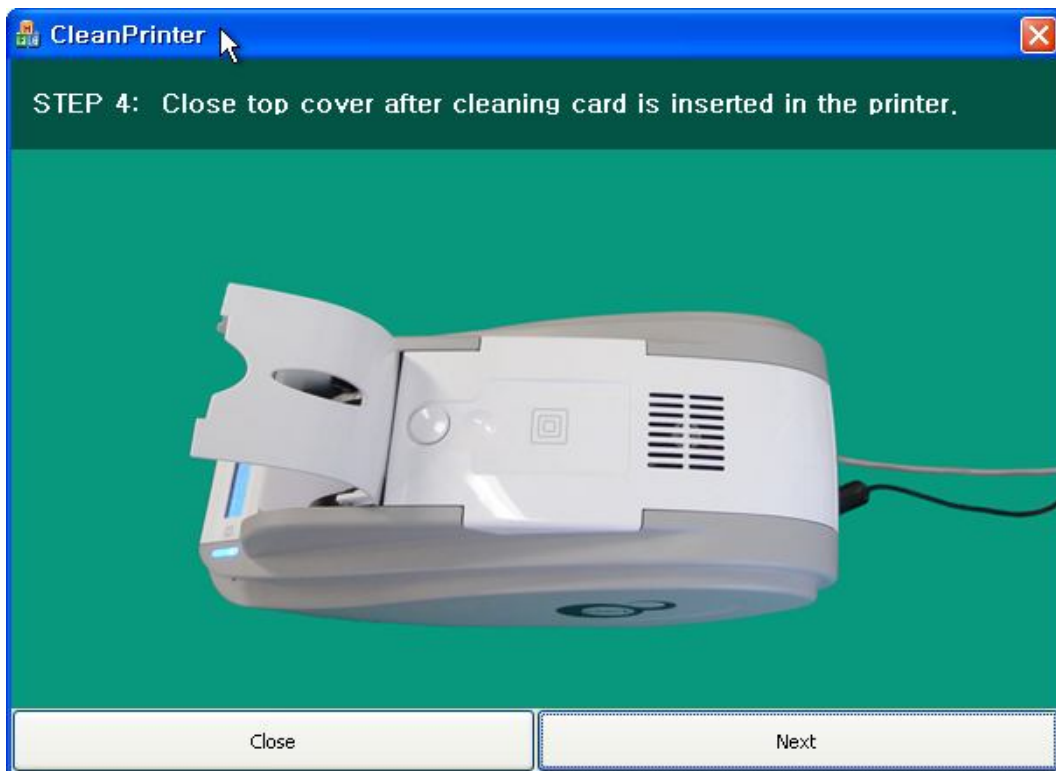 CleanPrinter
STEP 4: Close top cover after cleaning card is inserted in the printer.
Close
Next